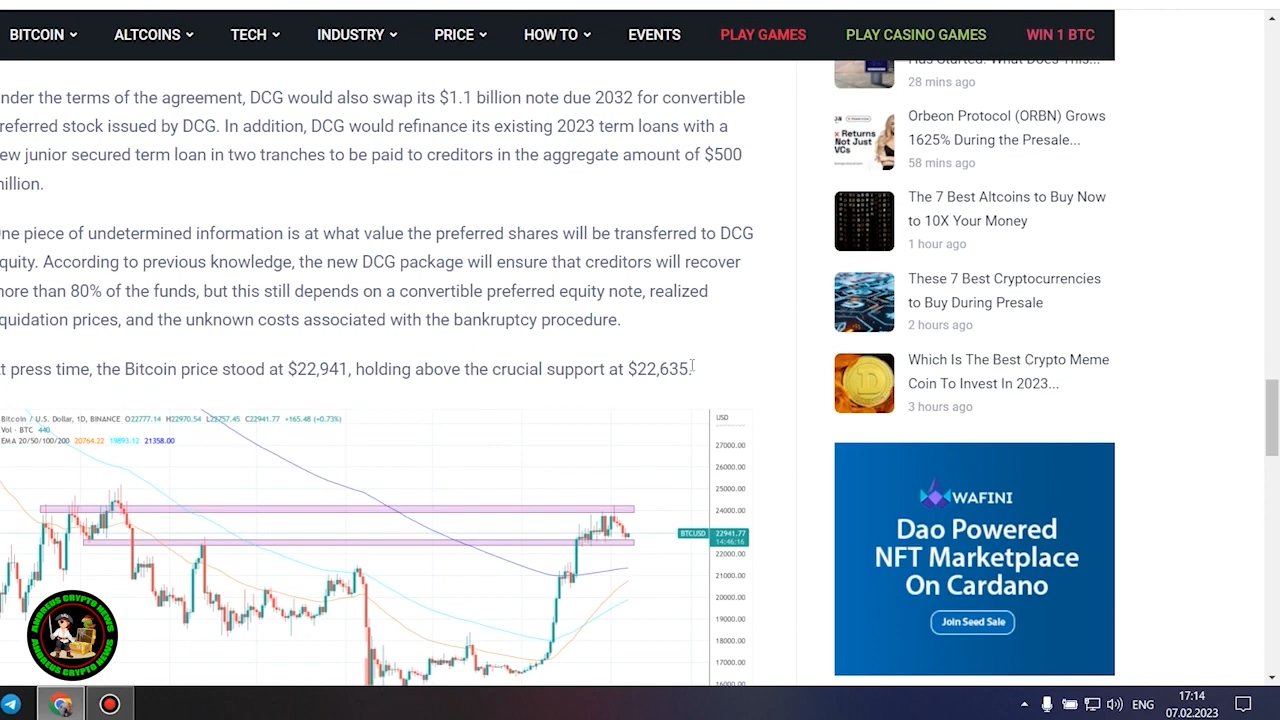 BITCOIN
ALTCOINS
TECH
INDUSTRY
PRICE
HOW TO
EVENTS
PLAY GAMES
PLAY CASINO GAMES
WIN 1 BTC
nder the terms of the agreement, DCG would also swap its $1.1 billion note due 2032 for convertible
referred stock issued by DCG. In addition, DCG would refinance its existing 2023 term loans with a
ew junior secured term loan in two tranches to be paid to creditors in the aggregate amount of $500
nillion.
ne piece of undetermined information is at what value the preferred shares will be transferred to DCG
quity. According to previous knowledge, the new DCG package will ensure that creditors will recover
nore than 80% of the , but this still depends on a convertible preferred equity note, realized
quidation prices, and the unknown costs associated with the bankruptcy procedure.
t press time, the Bitcoin price stood at $22,941, holding above the crucial support at $22,635.
Bitcoin / U.S. Dollar, 1D, BINANCE O22777.14 H22970.54 L22757.45 C22941.77 +165.48 (+0.73%)
Vol · BTC 440
EMA 20/50/100/200 20764.22 19893.12 21358.00
USD
27000.00
26000.00
25000.00
24000.00
BTCUSD 22941.77
14:46:16
22000.00
21000.00
20000.00
19000.00
18000.00
17000.00
16000.00
Has Started. What Does This...
28 mins ago
Returns
Not Just
VCs
Orbeon Protocol (ORBN) Grows
1625% During the Presale...
58 mins ago
The 7 Best Altcoins to Buy Now
to 10X Your Money
1 hour ago
These 7 Best Cryptocurrencies
to Buy During Presale
2 hours ago
Which Is The Best Crypto Meme
Coin To Invest In 2023...
3 hours ago
WAFINI
Dao Powered
NFT Marketplace
On Cardano
Join Seed Sale
ANDREUS CRYPTO NEWS
ANDREUS CRYPTO NEWS
ENG
17:14
07.02.2023